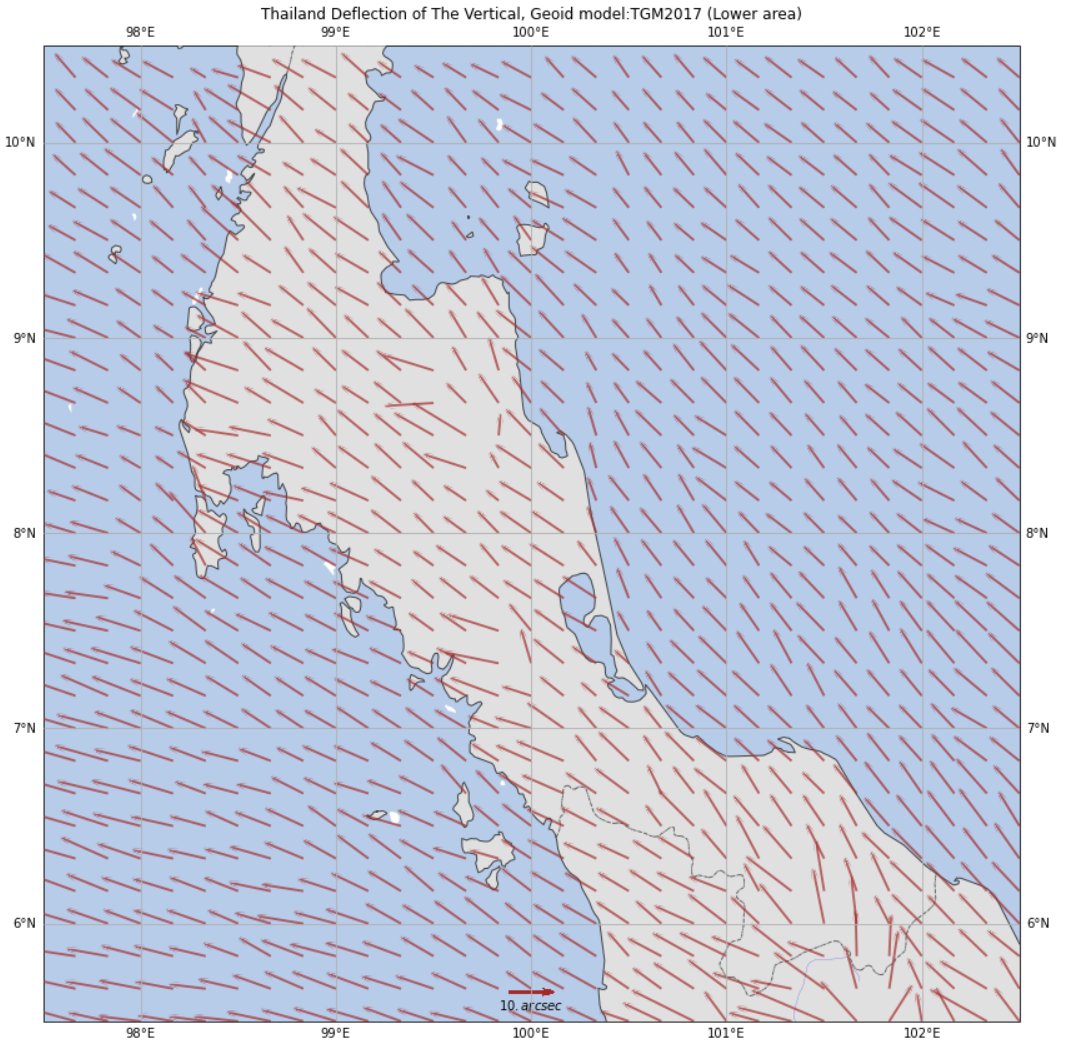 Thailand Deflection of The Vertical, Geoid model:TGM2017 (Lower area)
98°E 99°E 100°E 101°E 102°E
10°N 10°N
9°N 9°N
8°N 8°N
7°N 7°N
6°N 6°N
10. arcsec
98°E 99°E 100°E 101°E 102°E